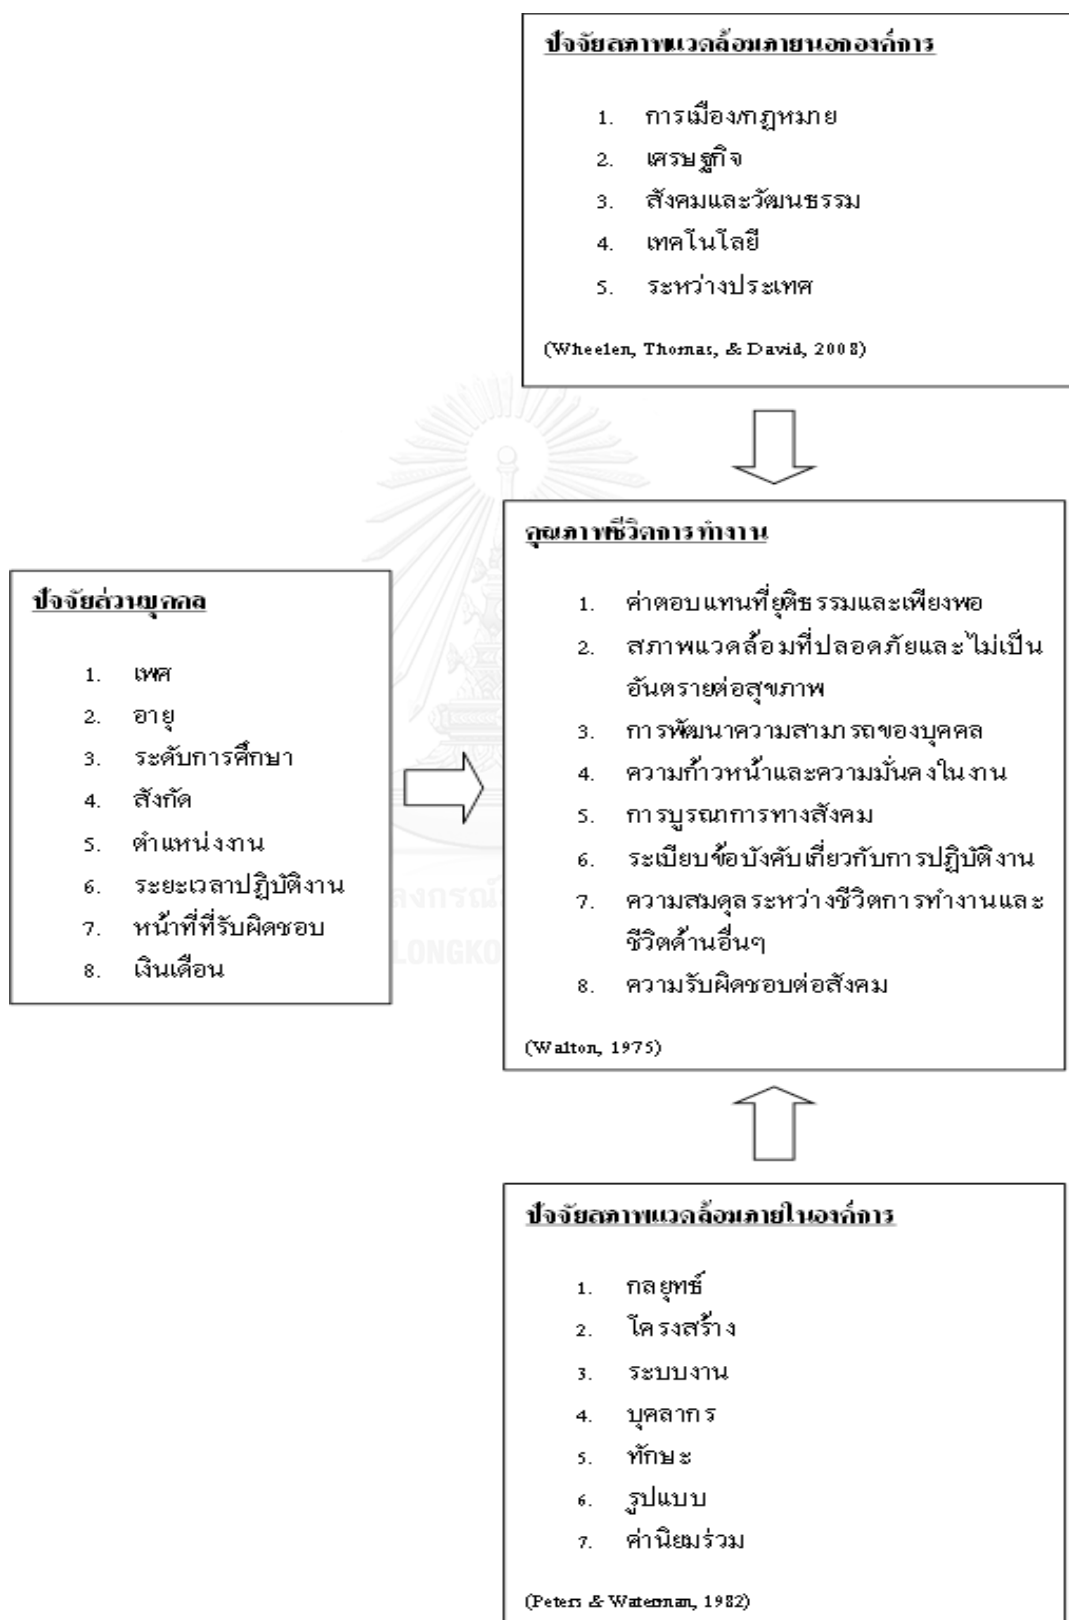 ปัจจัยสภาพแวดล้อมภายนอกองค์การ
1. การเมือง/กฎหมาย
2. เศรษฐกิจ
3. สังคมและวัฒนธรรม
4. เทคโนโลยี
5. ระหว่างประเทศ
(Wheelen, Thomas, & David, 2008)
ปัจจัยส่วนบุคคล
1. เพศ
2. อายุ
3. ระดับการศึกษา
4. สังกัด
5. ตำแหน่งงาน
6. ระยะเวลาปฏิบัติงาน
7. หน้าที่ที่รับผิดชอบ
8. เงินเดือน
คุณภาพชีวิตการทำงาน
1. ค่าตอบแทนที่ยุติธรรมและเพียงพอ
2. สภาพแวดล้อมที่ปลอดภัยและไม่เป็น
อันตรายต่อสุขภาพ
3. การพัฒนาความสามารถของบุคคล
4. ความก้าวหน้าและความมั่นคงในงาน
5. การบูรณาการทางสังคม
6. ระเบียบข้อบังคับเกี่ยวกับการปฏิบัติงาน
7. ความสมดุลระหว่างชีวิตการทำงานและ
ชีวิตด้านอื่นๆ
8. ความรับผิดชอบต่อสังคม
(Walton, 1975)
ลงกรณ์
LONGKO
ปัจจัยสภาพแวดล้อมภายในองค์การ
1. กลยุทธ์
2. โครงสร้าง
3. ระบบงาน
4. บุคลากร
5. ทักษะ
6. รูปแบบ
7. ค่านิยมร่วม
(Peters & Waterman, 1982)